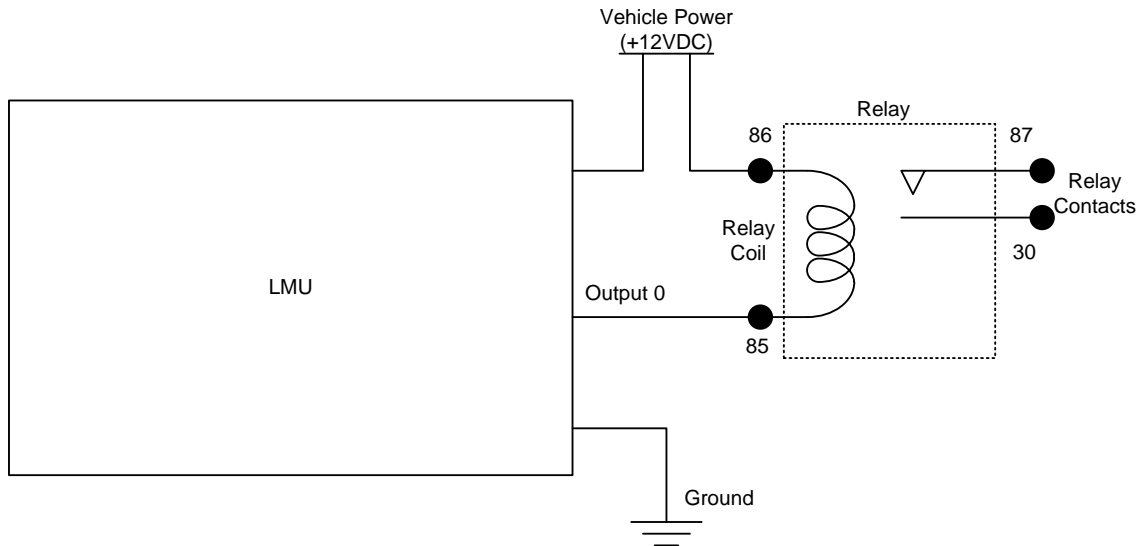 Vehicle Power
(+12VDC)
Relay
86
87
Relay
Contacts
Relay
Coil
30
LMU
Output 0
85
Ground